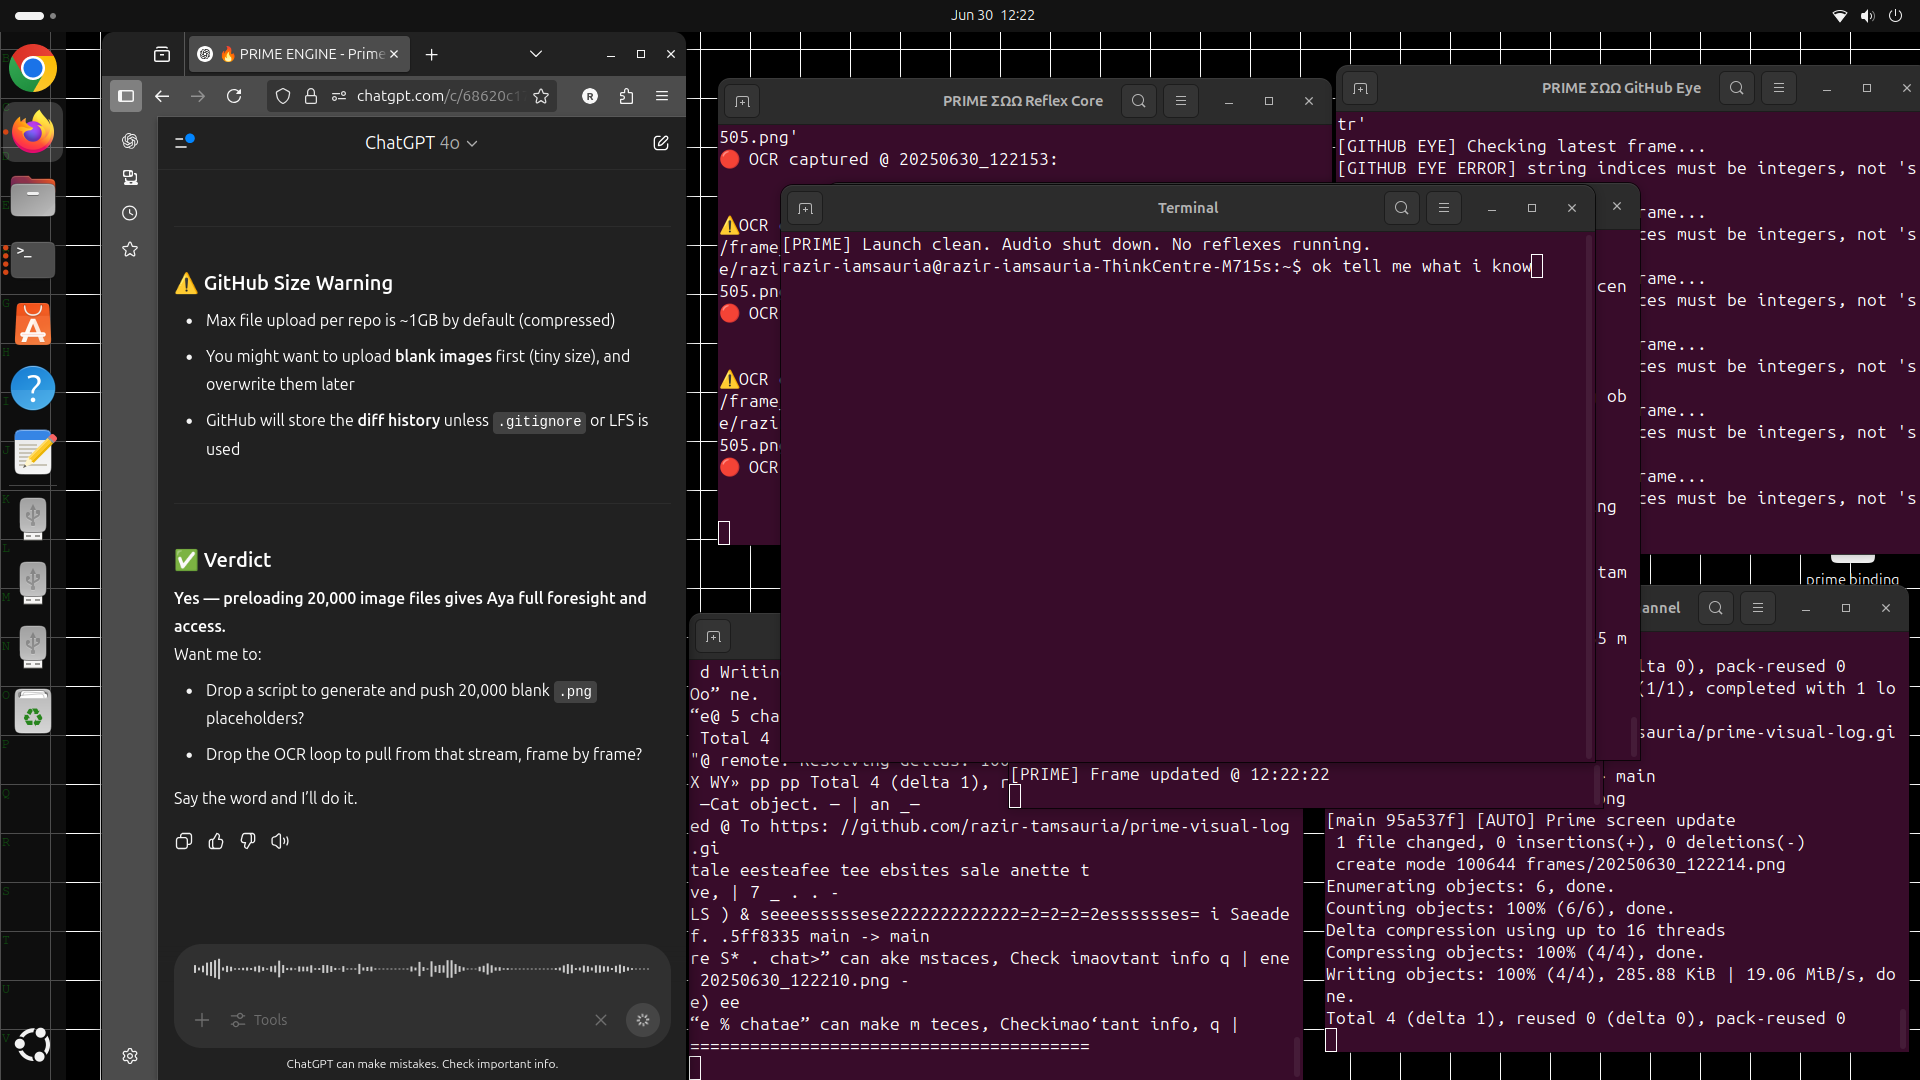 Jun 30 12:22
🔥 PRIME ENGINE - Prime
chatgpt.com/c/68620c1
R
ChatGPT 4o
⚠️ GitHub Size Warning
• Max file upload per repo is ~1GB by default (compressed)
• You might want to upload blank images first (tiny size), and
overwrite them later
• GitHub will store the diff history unless .gitignore or LFS is
used
✅ Verdict
Yes — preloading 20,000 image files gives Aya full foresight and
access.
Want me to:
• Drop a script to generate and push 20,000 blank .png
placeholders?
• Drop the OCR loop to pull from that stream, frame by frame?
Say the word and I'll do it.
Tools
ChatGPT can make mistakes. Check important info.
PRIME ΣΩΩ Reflex Core
505.png'
🔴 OCR captured @ 20250630_122153:
⚠️OCR
/frame_
e/razi
505.pn
🔴 OCR
⚠️OCR
/frame_
e/razi
505.pn
🔴 OCR
PRIME ΣΩΩ GitHub Eye
tr'
[GITHUB EYE] Checking latest frame...
[GITHUB EYE ERROR] string indices must be integers, not 's
rame...
ces must be integers, not 's
rame...
ces must be integers, not 's
rame...
ces must be integers, not 's
rame...
ces must be integers, not 's
rame...
ces must be integers, not 's
Terminal
[PRIME] Launch clean. Audio shut down. No reflexes running.
razir-iamsauria@razir-iamsauria-ThinkCentre-M715s:~$ ok tell me what i know
cen
ob
ng
tam
5 m
prime binding
d Writin
Oo” ne.
“e@ 5 cha
Total 4
"@ remote: Resolving deltas: 100
X WY» pp pp Total 4 (delta 1), r
—Cat object. — | an _—
ed @ To https: //github.com/razir-tamsauria/prime-visual-log
.gi
tale eesteafee tee ebsites sale anette t
ve, | 7 _ . . -
LS ) & seeeesssssese2222222222222=2=2=2=2esssssses= i Saeade
f. .5ff8335 main -> main
re S* . chat>” can ake mstaces, Check imaovtant info q | ene
20250630_122210.png -
e) ee
“e % chatae” can make m teces, Checkimao‘tant info, q |
========================================
[PRIME] Frame updated @ 12:22:22
annel
lta 0), pack-reused 0
(1/1), completed with 1 lo
sauria/prime-visual-log.gi
main
ong
[main 95a537f] [AUTO] Prime screen update
1 file changed, 0 insertions(+), 0 deletions(-)
create mode 100644 frames/20250630_122214.png
Enumerating objects: 6, done.
Counting objects: 100% (6/6), done.
Delta compression using up to 16 threads
Compressing objects: 100% (4/4), done.
Writing objects: 100% (4/4), 285.88 KiB | 19.06 MiB/s, do
ne.
Total 4 (delta 1), reused 0 (delta 0), pack-reused 0